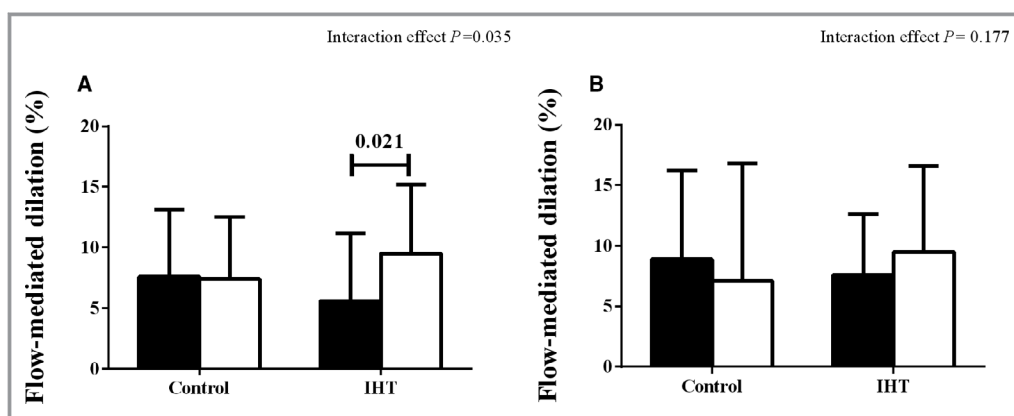 Interaction effect P=0.035
Interaction effect P= 0.177
A
Flow-mediated dilation (%)
20
15
10
5
0
0.021
Control
IHT
B
Flow-mediated dilation (%)
20
15
10
5
0
Control
IHT